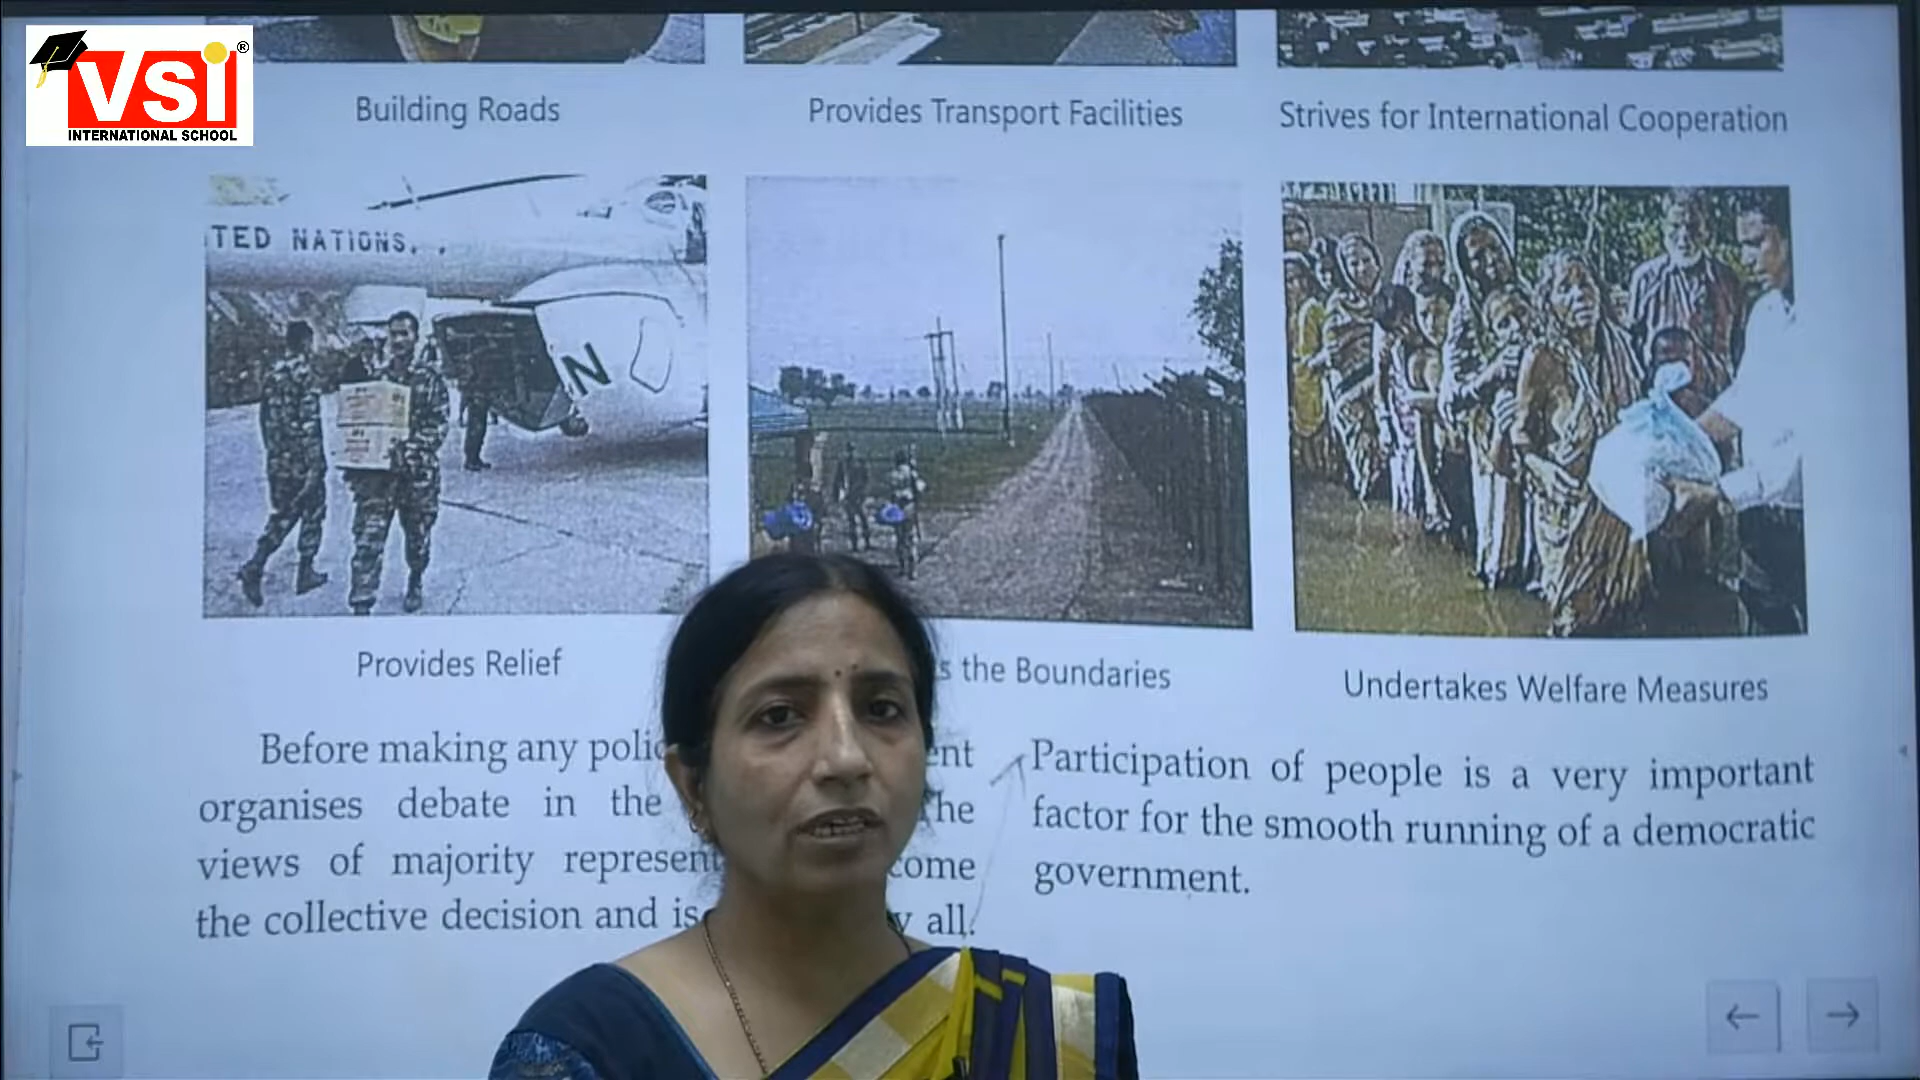 VSI ®
INTERNATIONAL SCHOOL
Building Roads
Provides Transport Facilities
Strives for International Cooperation
TED NATIONS
N
Provides Relief
s the Boundaries
Undertakes Welfare Measures
Before making any polic ent
organises debate in the he
views of majority represent come
the collective decision and is y all.
Participation of people is a very important
factor for the smooth running of a democratic
government.